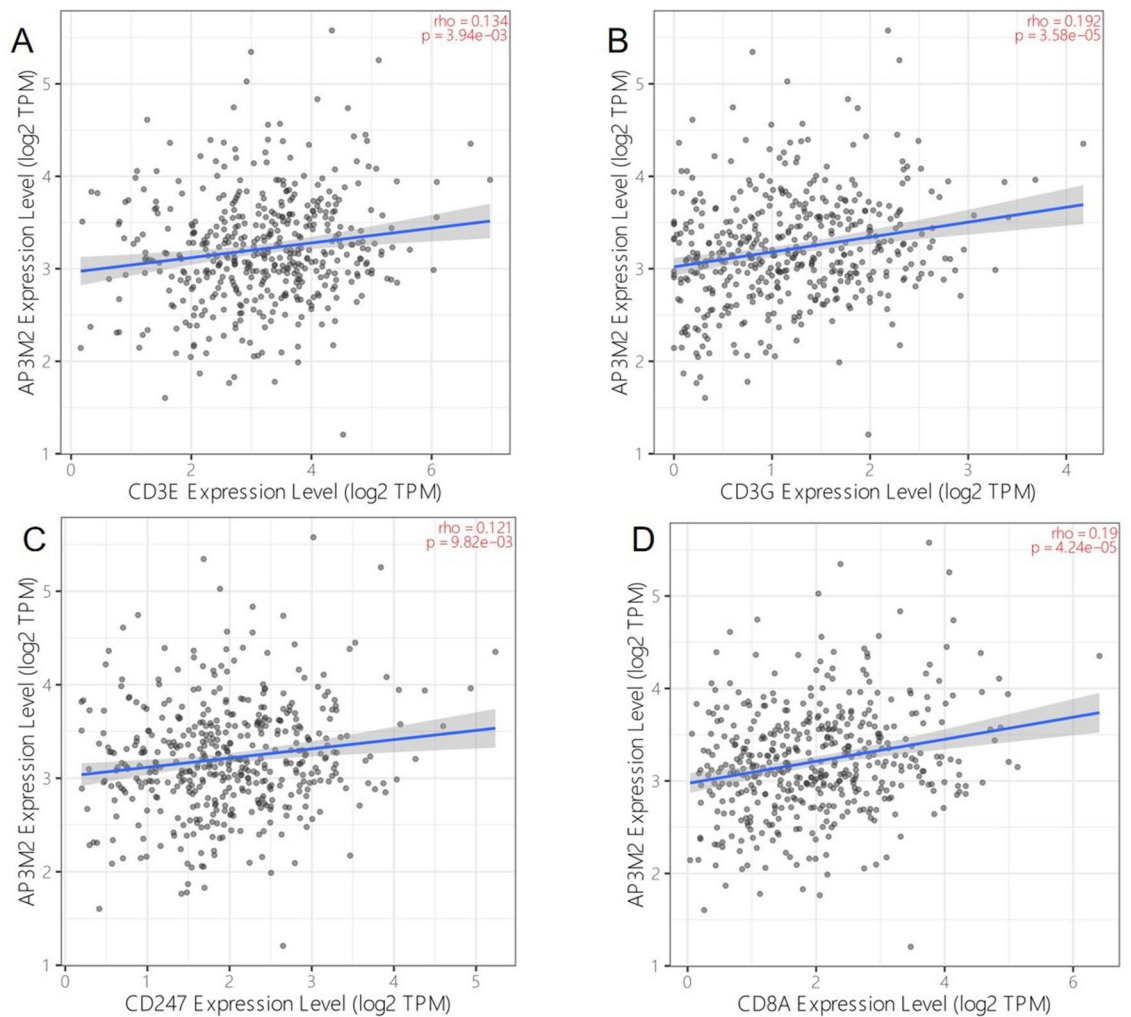 A
rho = 0.134
p = 3.94e−03
AP3M2 Expression Level (log2 TPM)
5
4
3
2
1
0
2
4
6
CD3E Expression Level (log2 TPM)
B
rho = 0.192
p = 3.58e−05
AP3M2 Expression Level (log2 TPM)
5
4
3
2
1
0
1
2
3
4
CD3G Expression Level (log2 TPM)
C
rho = 0.121
p = 9.82e−03
AP3M2 Expression Level (log2 TPM)
5
4
3
2
1
0
1
2
3
4
5
CD247 Expression Level (log2 TPM)
D
rho = 0.19
p = 4.24e−05
AP3M2 Expression Level (log2 TPM)
5
4
3
2
1
0
2
4
6
CD8A Expression Level (log2 TPM)